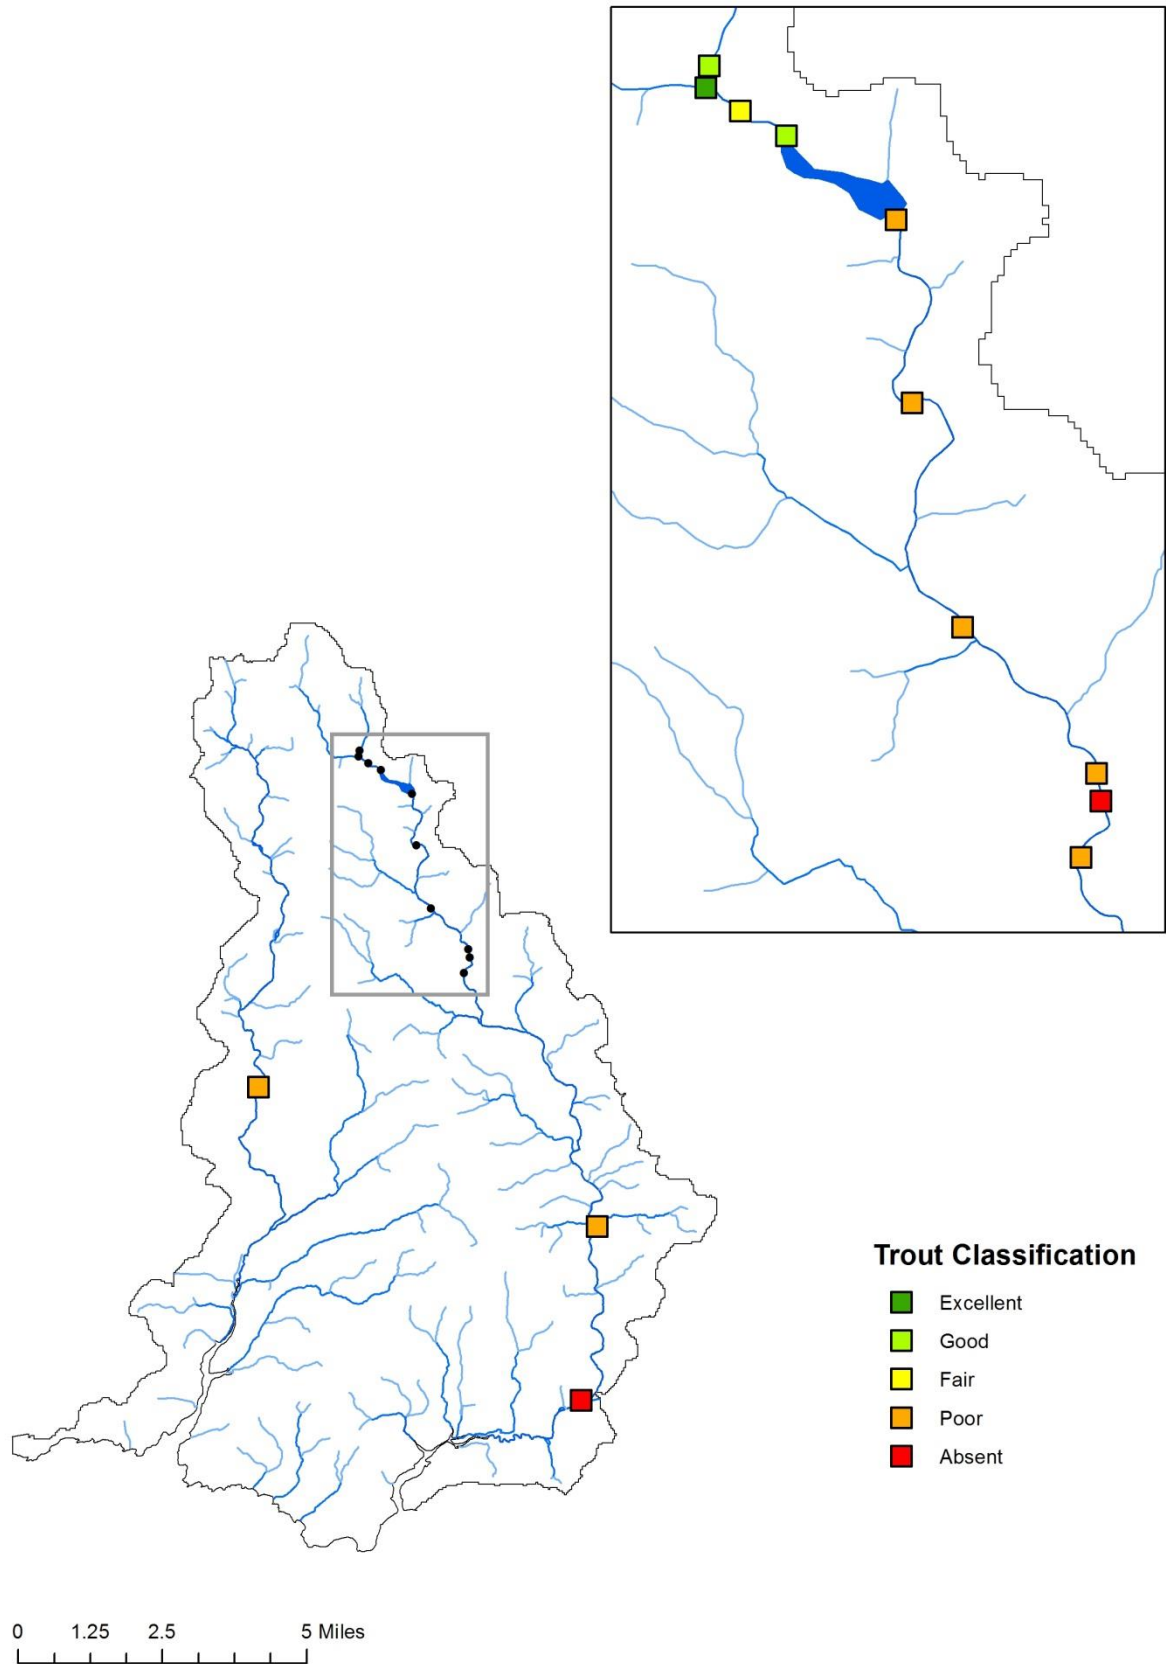 Trout Classification
Excellent
Good
Fair
Poor
Absent
0 1.25 2.5 5 Miles